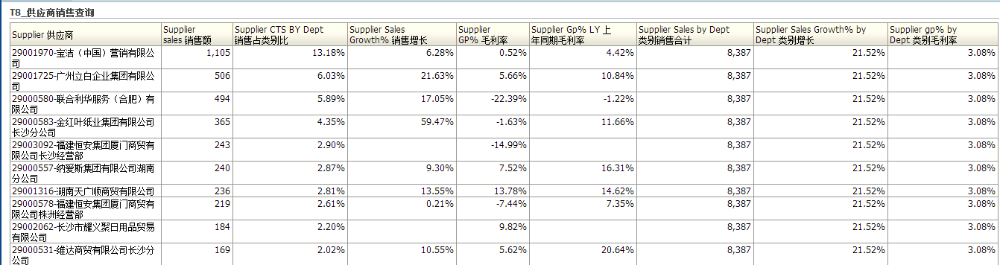 T8_供应商销售查询
Supplier 供应商 Supplier sales 销售额 Supplier CTS BY Dept 销售占类别比 Supplier Sales Growth% 销售增长 Supplier GP% 毛利率 Supplier Gp% LY 上年同期毛利率 Supplier Sales by Dept 类别销售合计 Supplier Sales Growth% by Dept 类别增长 Supplier gp% by Dept 类别毛利率
29001970-宝洁（中国）营销有限公司 1,105 13.18% 6.28% 0.52% 4.42% 8,387 21.52% 3.08%
29001725-广州立白企业集团有限公司 506 6.03% 21.63% 5.66% 10.84% 8,387 21.52% 3.08%
29000580-联合利华服务（合肥）有限公司 494 5.89% 17.05% -22.39% -1.22% 8,387 21.52% 3.08%
29000583-金红叶纸业集团有限公司长沙分公司 365 4.35% 59.47% -1.63% 11.66% 8,387 21.52% 3.08%
29003092-福建恒安集团厦门商贸有限公司长沙经营部 243 2.90% -14.99% 8,387 21.52% 3.08%
29000557-纳爱斯集团有限公司湖南分公司 240 2.87% 9.30% 7.52% 16.31% 8,387 21.52% 3.08%
29001316-湖南天广顺商贸有限公司 236 2.81% 13.55% 13.78% 14.62% 8,387 21.52% 3.08%
29000578-福建恒安集团厦门商贸有限公司株洲经营部 219 2.61% 0.21% -7.44% 7.35% 8,387 21.52% 3.08%
29002062-长沙市耀义聚日用品贸易有限公司 184 2.20% 9.82% 8,387 21.52% 3.08%
29000531-维达商贸有限公司长沙分公司 169 2.02% 10.55% 5.62% 20.64% 8,387 21.52% 3.08%